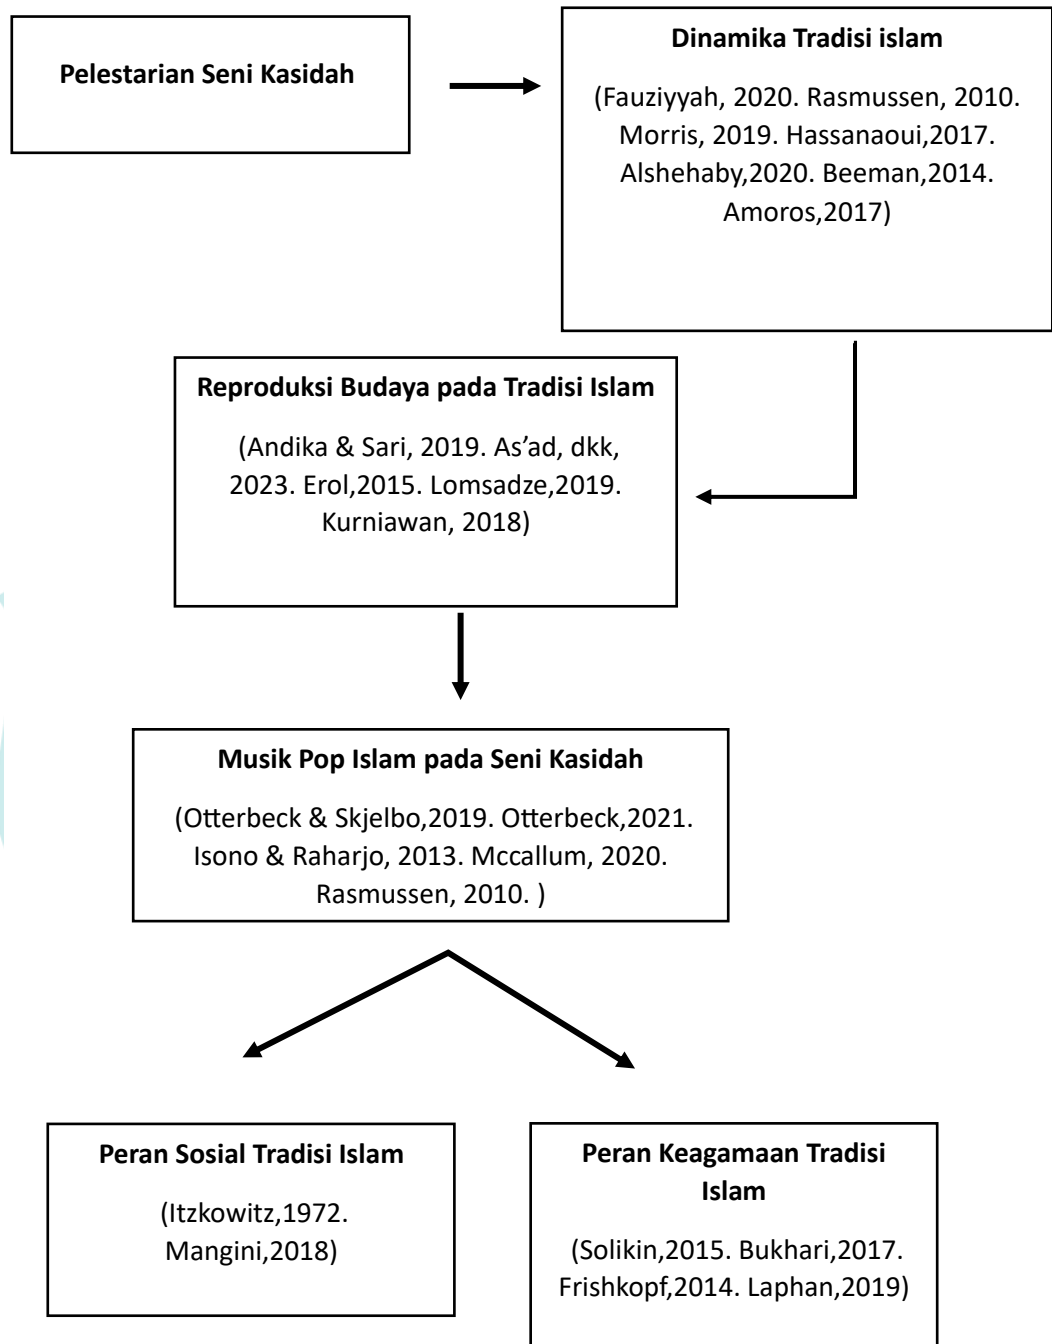 Pelestarian Seni Kasidah
Dinamika Tradisi islam
(Fauziyyah, 2020. Rasmussen, 2010.
Morris, 2019. Hassanaoui,2017.
Alshehaby,2020. Beeman,2014.
Amoros,2017)
Reproduksi Budaya pada Tradisi Islam
(Andika & Sari, 2019. As’ad, dkk,
2023. Erol,2015. Lomsadze,2019.
Kurniawan, 2018)
Musik Pop Islam pada Seni Kasidah
(Otterbeck & Skjelbo,2019. Otterbeck,2021.
Isono & Raharjo, 2013. Mccallum, 2020.
Rasmussen, 2010. )
Peran Sosial Tradisi Islam
(Itzkowitz,1972.
Mangini,2018)
Peran Keagamaan Tradisi
Islam
(Solikin,2015. Bukhari,2017.
Frishkopf,2014. Laphan,2019)